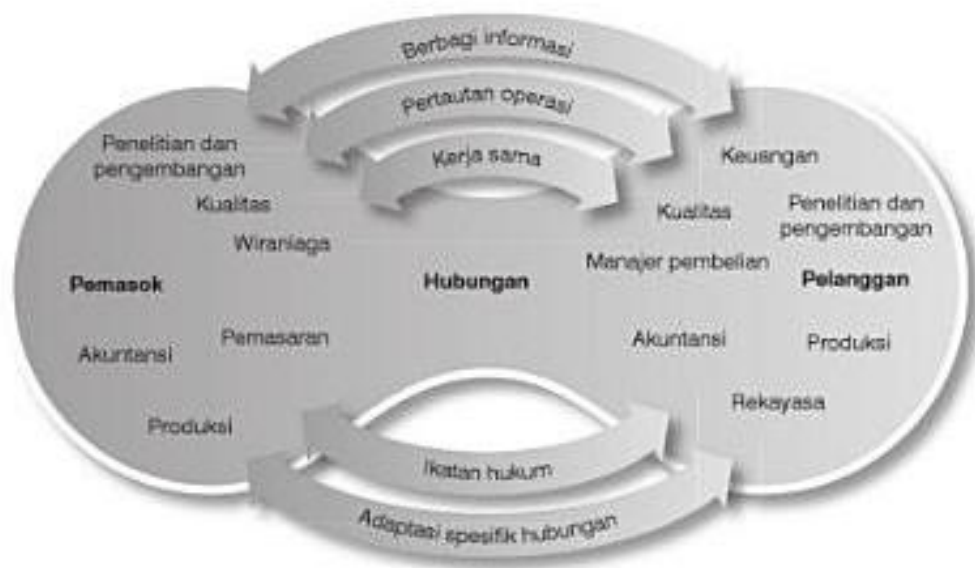 Berbagi informasi
Pertautan operasi
Kerja sama
Penelitian dan
pengembangan
Kualitas
Wiraniaga
Pemasok
Akuntansi
Pemasaran
Produksi
Hubungan
Keuangan
Kualitas
Penelitian dan
pengembangan
Manajer pembelian
Pelanggan
Akuntansi
Produksi
Rekayasa
Ikatan hukum
Adaptasi spesifik hubungan